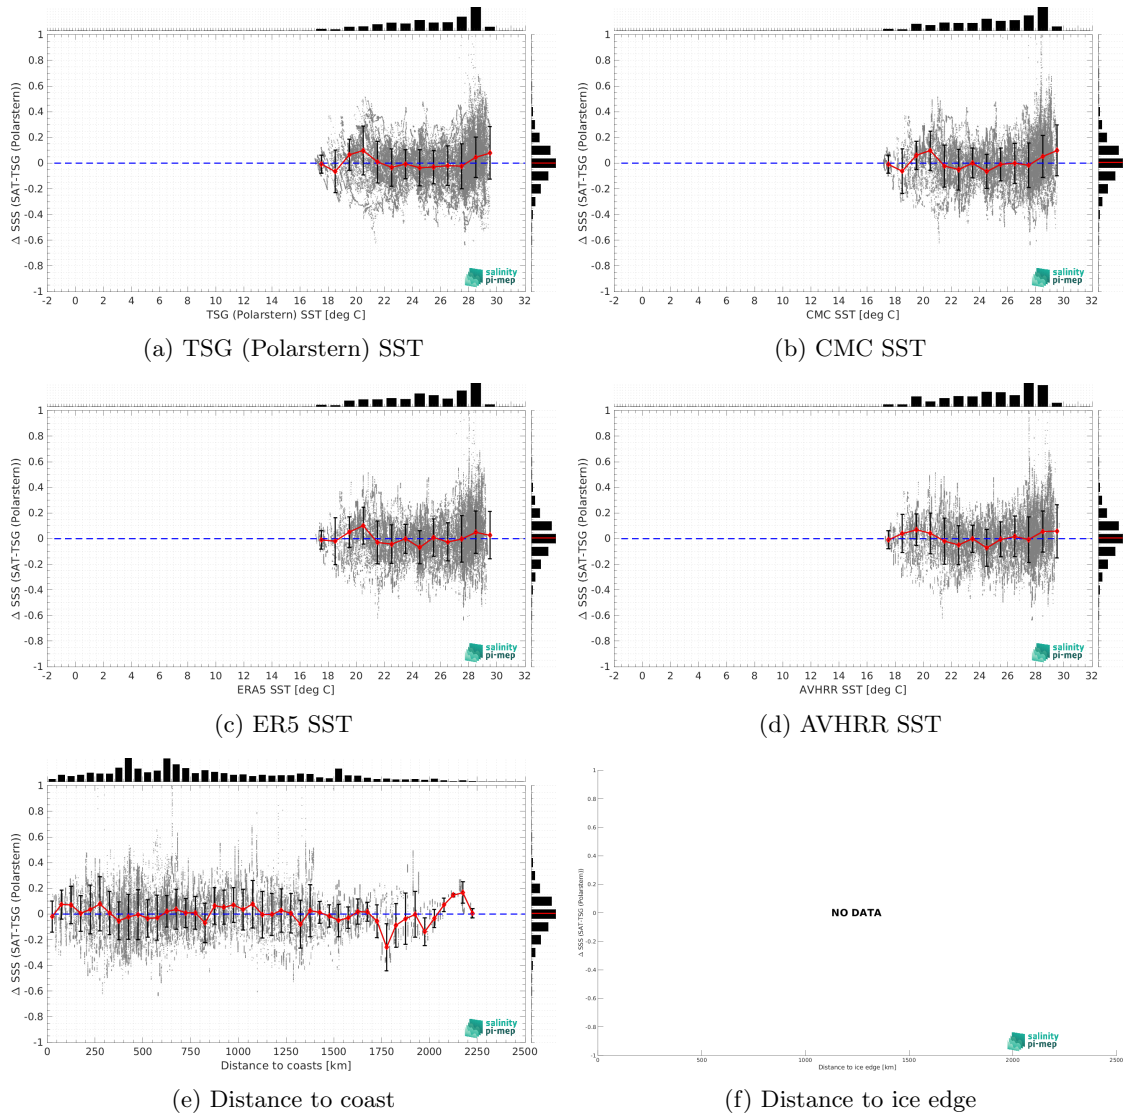 1
0.8
0.6
0.4
0.2
0
-0.2
-0.4
-0.6
-0.8
-1
Δ SSS (SAT-TSG (Polarstern))
salinity
pi-mep
-2 0 2 4 6 8 10 12 14 16 18 20 22 24 26 28 30 32
TSG (Polarstern) SST [deg C]
(a) TSG (Polarstern) SST
1
0.8
0.6
0.4
0.2
0
-0.2
-0.4
-0.6
-0.8
-1
Δ SSS (SAT-TSG (Polarstern))
salinity
pi-mep
-2 0 2 4 6 8 10 12 14 16 18 20 22 24 26 28 30 32
CMC SST [deg C]
(b) CMC SST
1
0.8
0.6
0.4
0.2
0
-0.2
-0.4
-0.6
-0.8
-1
Δ SSS (SAT-TSG (Polarstern))
salinity
pi-mep
-2 0 2 4 6 8 10 12 14 16 18 20 22 24 26 28 30 32
ERA5 SST [deg C]
(c) ER5 SST
1
0.8
0.6
0.4
0.2
0
-0.2
-0.4
-0.6
-0.8
-1
Δ SSS (SAT-TSG (Polarstern))
salinity
pi-mep
-2 0 2 4 6 8 10 12 14 16 18 20 22 24 26 28 30 32
AVHRR SST [deg C]
(d) AVHRR SST
1
0.8
0.6
0.4
0.2
0
-0.2
-0.4
-0.6
-0.8
-1
Δ SSS (SAT-TSG (Polarstern))
salinity
pi-mep
0 250 500 750 1000 1250 1500 1750 2000 2250 2500
Distance to coasts [km]
(e) Distance to coast
1
0.8
0.6
0.4
0.2
0
-0.2
-0.4
-0.6
-0.8
-1
Δ SSS (SAT-TSG (Polarstern))
NO DATA
salinity
pi-mep
0 500 1000 1500 2000 2500
Distance to ice edge [km]
(f) Distance to ice edge